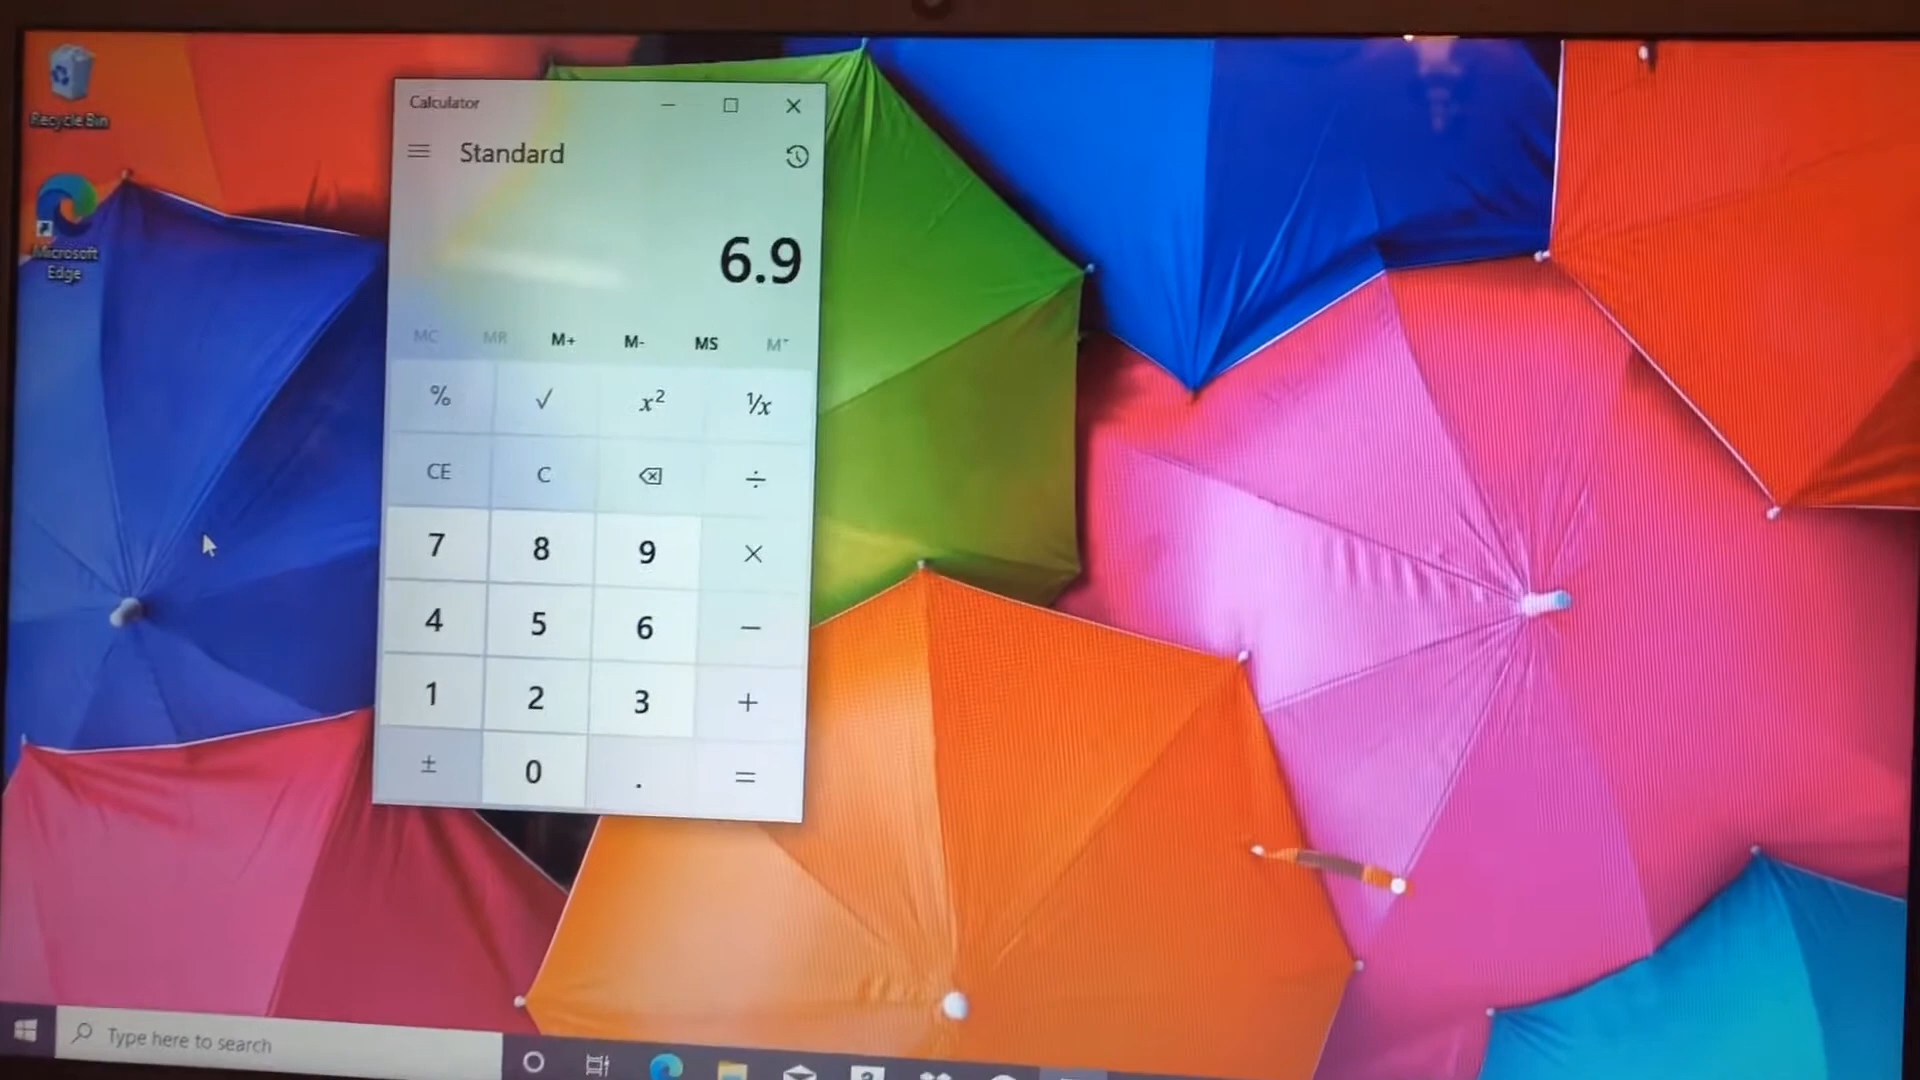 Recycle Bin
Microsoft
Edge
Calculator
Standard
6.9
MC MR M+ M- MS M˅
% √ x² ¹/x
CE C ÷
7 8 9 ×
4 5 6 −
1 2 3 +
± 0 . =
Type here to search